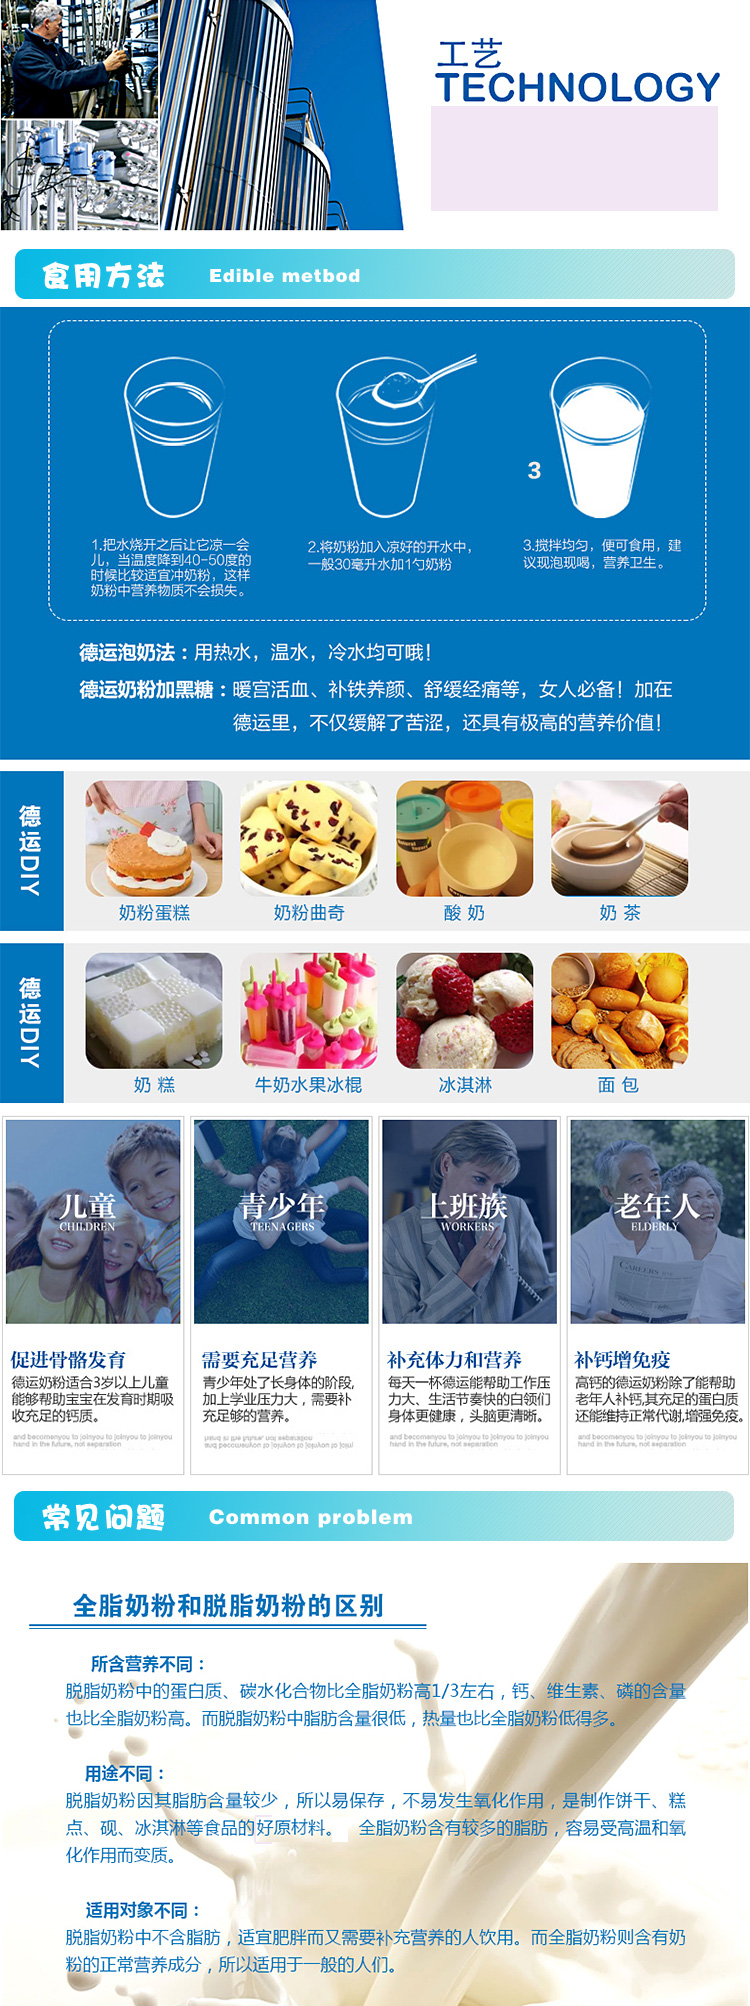 工艺
TECHNOLOGY
食用方法 Edible metbod
3
1.把水烧开之后让它凉一会
儿，当温度降到40-50度的
时候比较适宜冲奶粉，这样
奶粉中营养物质不会损失。
2.将奶粉加入凉好的开水中，
一般30毫升水加1勺奶粉
3.搅拌均匀，便可食用，建
议现泡现喝，营养卫生。
德运泡奶法：用热水，温水，冷水均可哦！
德运奶粉加黑糖：暖宫活血、补铁养颜、舒缓经痛等，女人必备！加在
德运里，不仅缓解了苦涩，还具有极高的营养价值！
德运DIY
奶粉蛋糕
奶粉曲奇
酸 奶
奶 茶
德运DIY
奶 糕
牛奶水果冰棍
冰淇淋
面 包
儿童
CHILDREN
促进骨骼发育
德运奶粉适合3岁以上儿童
能够帮助宝宝在发育时期吸
收充足的钙质。
and becomenyou to joinyou to joinyou to joinyou
hand in the future, not separation
青少年
TEENAGERS
需要充足营养
青少年处了长身体的阶段,
加上学业压力大，需要补
充足够的营养。
上班族
WORKERS
补充体力和营养
每天一杯德运能帮助工作压
力大、生活节奏快的白领们
身体更健康，头脑更清晰。
and becomenyou to joinyou to joinyou to joinyou
hand in the future, not separation
老年人
ELDERLY
CAREERS
补钙增免疫
高钙的德运奶粉除了能帮助
老年人补钙,其充足的蛋白质
还能维持正常代谢,增强免疫。
and becomenyou to joinyou to joinyou to joinyou
hand in the future, not separation
常见问题 Common problem
全脂奶粉和脱脂奶粉的区别
所含营养不同：
脱脂奶粉中的蛋白质、碳水化合物比全脂奶粉高1/3左右，钙、维生素、磷的含量
也比全脂奶粉高。而脱脂奶粉中脂肪含量很低，热量也比全脂奶粉低得多。
用途不同：
脱脂奶粉因其脂肪含量较少，所以易保存，不易发生氧化作用，是制作饼干、糕
点、砚、冰淇淋等食品的好原材料。 全脂奶粉含有较多的脂肪，容易受高温和氧
化作用而变质。
适用对象不同：
脱脂奶粉中不含脂肪，适宜肥胖而又需要补充营养的人饮用。而全脂奶粉则含有奶
粉的正常营养成分，所以适用于一般的人们。